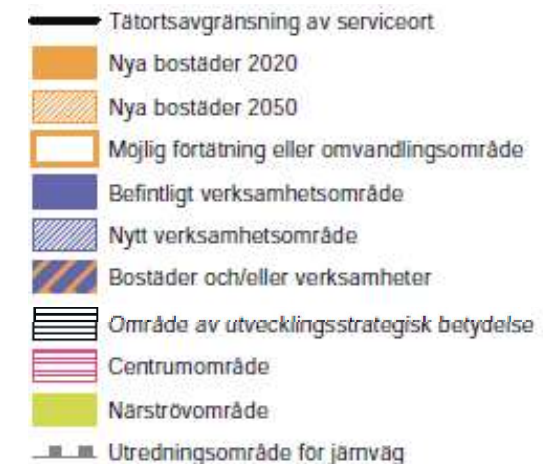 Tätortsavgränsning av serviceort
Nya bostäder 2020
Nya bostäder 2050
Möjlig förtätning eller omvandlingsområde
Befintligt verksamhetsområde
Nytt verksamhetsområde
Bostäder och/eller verksamheter
Område av utvecklingsstrategisk betydelse
Centrumområde
Närströvområde
Utredningsområde för järnväg